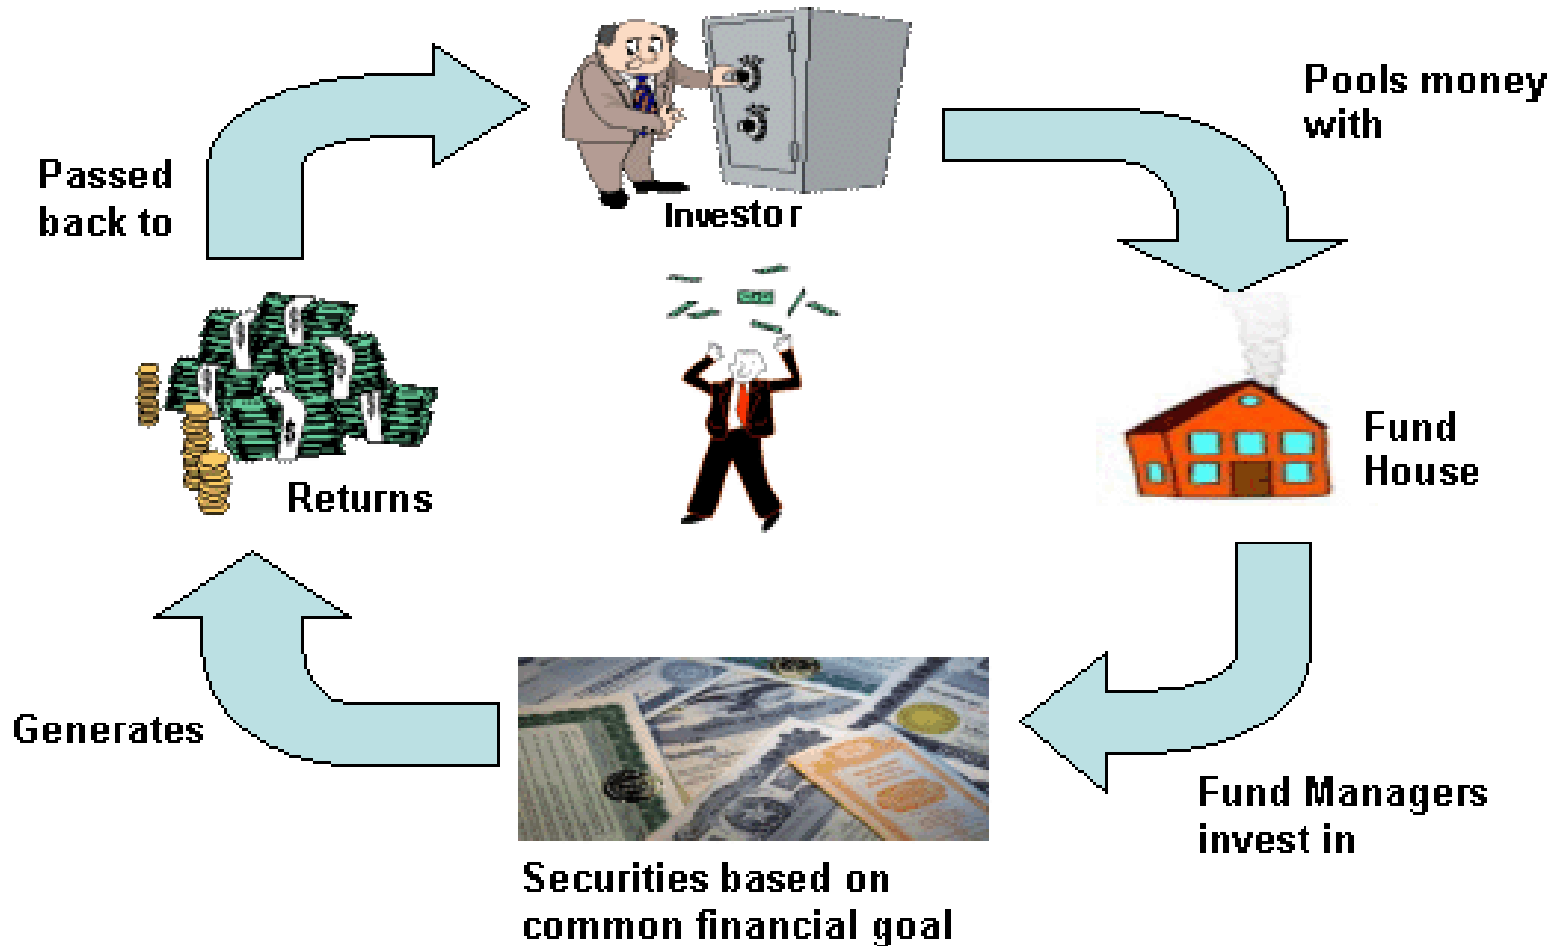 Investor
Pools money
with
Fund
House
Fund Managers
invest in
Securities based on
common financial goal
Generates
Returns
Passed
back to